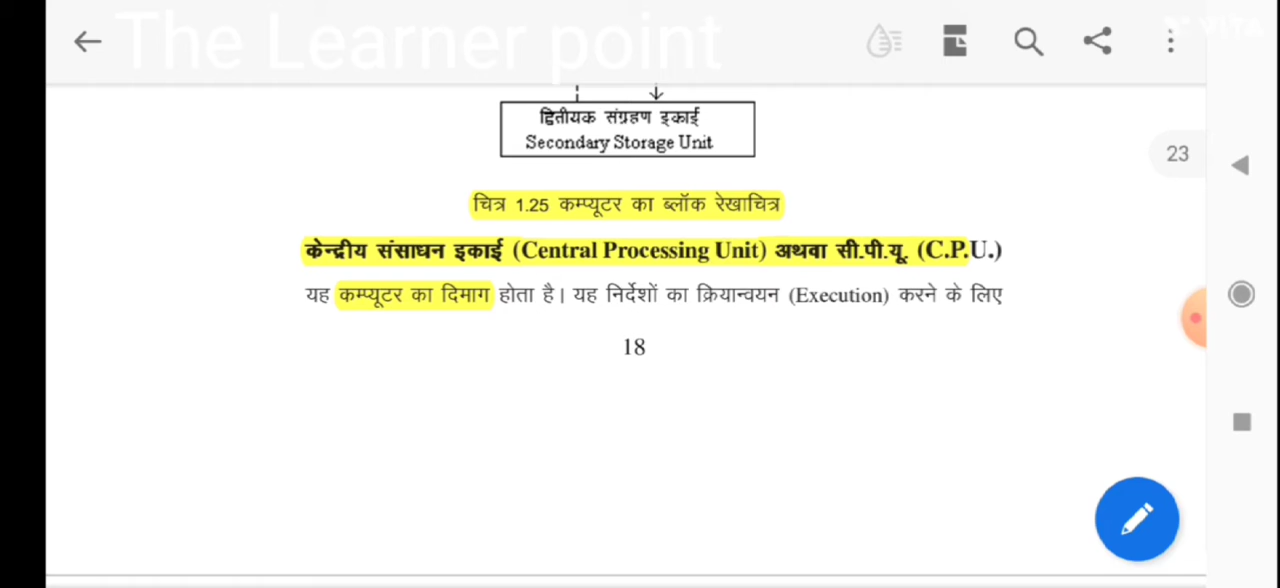 The Learner point
VITA
द्वितीयक संग्रहण इकाई
Secondary Storage Unit
23
चित्र 1.25 कम्प्यूटर का ब्लॉक रेखाचित्र
केन्द्रीय संसाधन इकाई (Central Processing Unit) अथवा सी.पी.यू. (C.P.U.)
यह कम्प्यूटर का दिमाग होता है। यह निर्देशों का क्रियान्वयन (Execution) करने के लिए
18